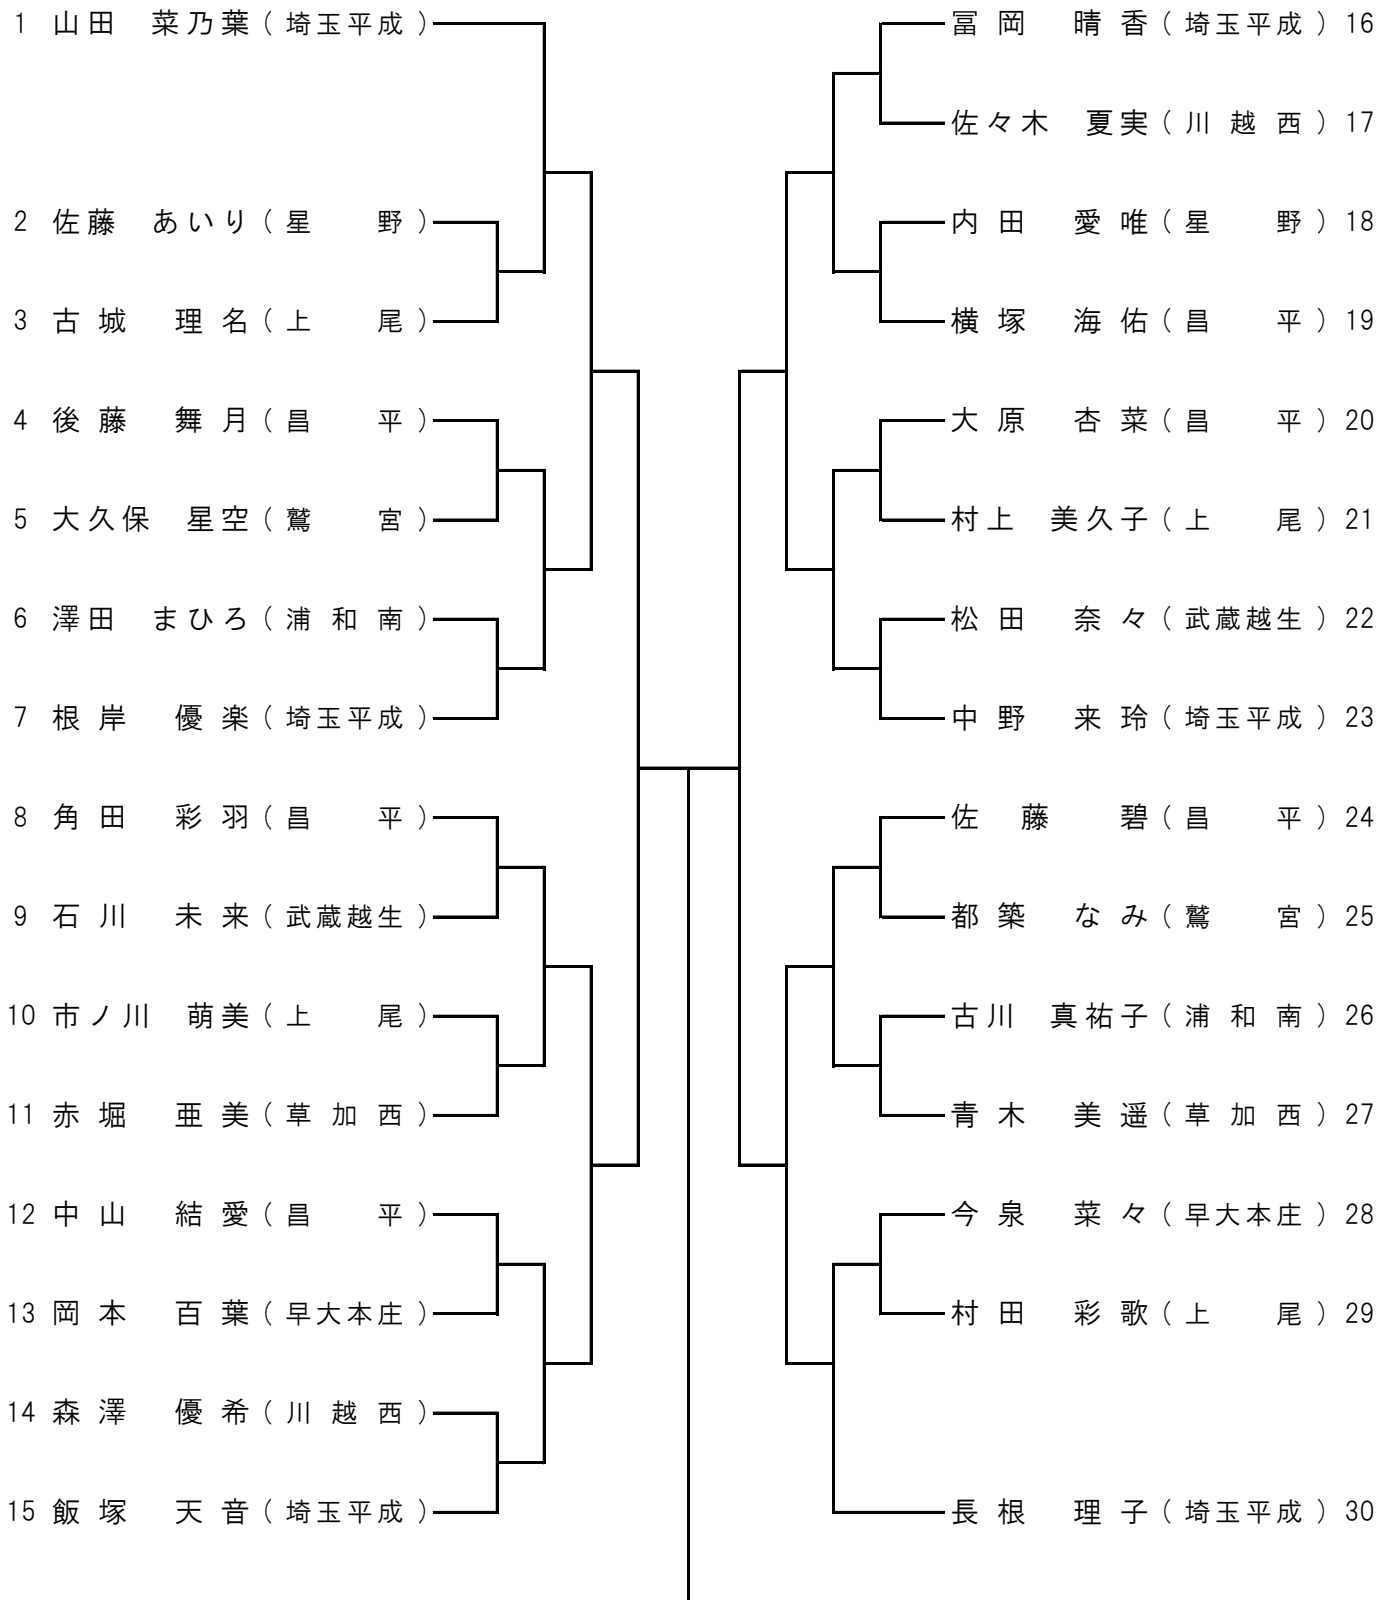 1 山田 菜乃葉（埼玉平成）
2 佐藤 あいり（星 野）
3 古城 理名（上 尾）
4 後藤 舞月（昌 平）
5 大久保 星空（鷲 宮）
6 澤田 まひろ（浦和南）
7 根岸 優楽（埼玉平成）
8 角田 彩羽（昌 平）
9 石川 未来（武蔵越生）
10 市ノ川 萌美（上 尾）
11 赤堀 亜美（草加西）
12 中山 結愛（昌 平）
13 岡本 百葉（早大本庄）
14 森澤 優希（川越西）
15 飯塚 天音（埼玉平成）
冨岡 晴香（埼玉平成）16
佐々木 夏実（川越西）17
内田 愛唯（星 野）18
横塚 海佑（昌 平）19
大原 杏菜（昌 平）20
村上 美久子（上 尾）21
松田 奈々（武蔵越生）22
中野 来玲（埼玉平成）23
佐藤 碧（昌 平）24
都築 なみ（鷲 宮）25
古川 真祐子（浦和南）26
青木 美遥（草加西）27
今泉 菜々（早大本庄）28
村田 彩歌（上 尾）29
長根 理子（埼玉平成）30